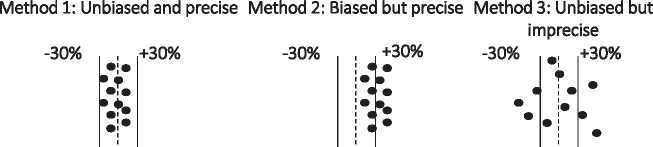 Method 1: Unbiased and precise
Method 2: Biased but precise
Method 3: Unbiased but
imprecise
-30% +30%
-30% +30%
-30% +30%